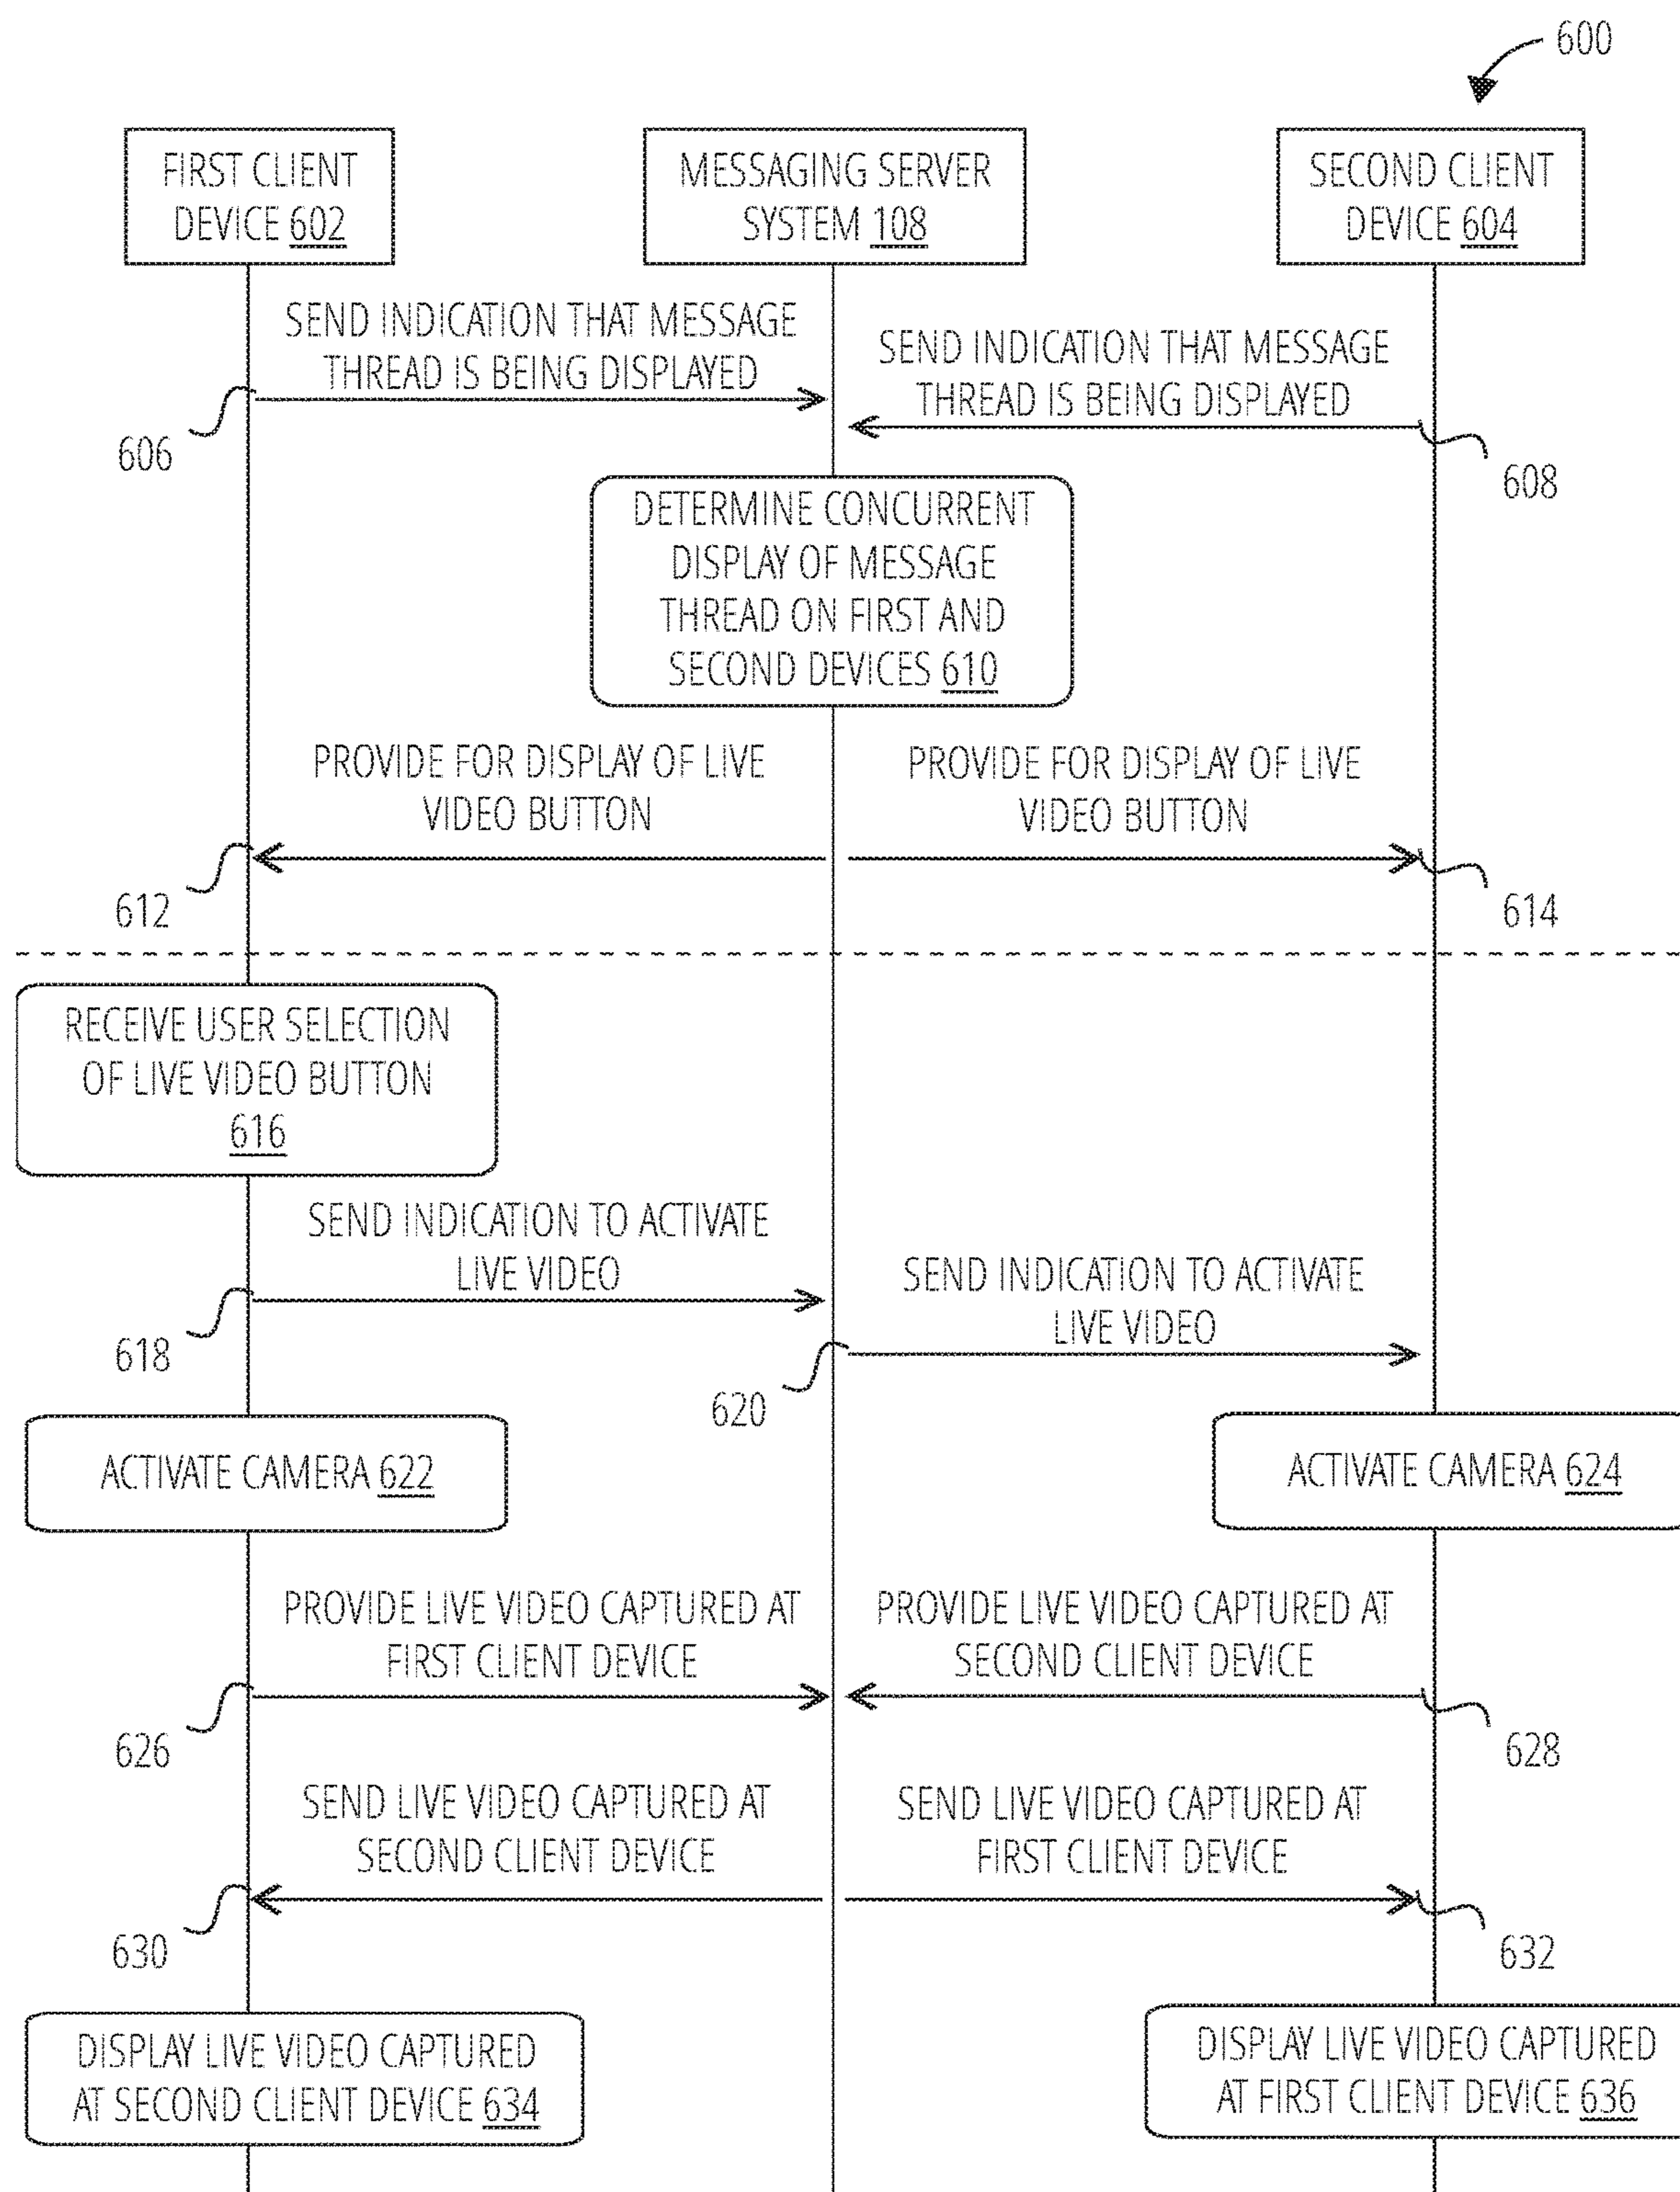 600
FIRST CLIENT
DEVICE 602
MESSAGING SERVER
SYSTEM 108
SECOND CLIENT
DEVICE 604
SEND INDICATION THAT MESSAGE
THREAD IS BEING DISPLAYED
606
SEND INDICATION THAT MESSAGE
THREAD IS BEING DISPLAYED
608
DETERMINE CONCURRENT
DISPLAY OF MESSAGE
THREAD ON FIRST AND
SECOND DEVICES 610
PROVIDE FOR DISPLAY OF LIVE
VIDEO BUTTON
612
PROVIDE FOR DISPLAY OF LIVE
VIDEO BUTTON
614
RECEIVE USER SELECTION
OF LIVE VIDEO BUTTON
616
SEND INDICATION TO ACTIVATE
LIVE VIDEO
618
SEND INDICATION TO ACTIVATE
LIVE VIDEO
620
ACTIVATE CAMERA 622
ACTIVATE CAMERA 624
PROVIDE LIVE VIDEO CAPTURED AT
FIRST CLIENT DEVICE
626
PROVIDE LIVE VIDEO CAPTURED AT
SECOND CLIENT DEVICE
628
SEND LIVE VIDEO CAPTURED AT
SECOND CLIENT DEVICE
630
SEND LIVE VIDEO CAPTURED AT
FIRST CLIENT DEVICE
632
DISPLAY LIVE VIDEO CAPTURED
AT SECOND CLIENT DEVICE 634
DISPLAY LIVE VIDEO CAPTURED
AT FIRST CLIENT DEVICE 636